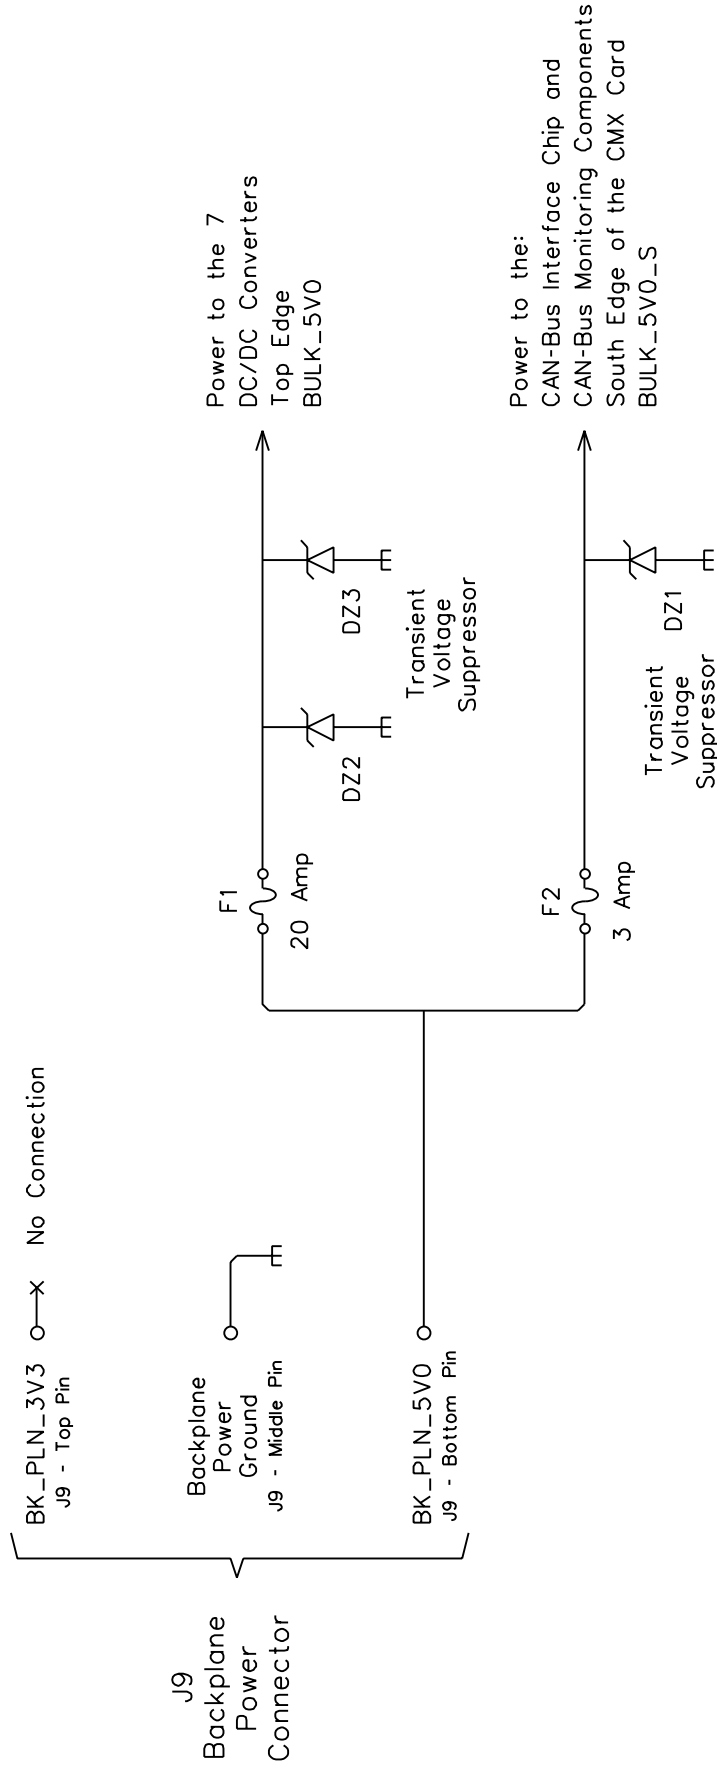 J9
Backplane
Power
Connector
BK_PLN_3V3
J9 - Top Pin
No Connection
Backplane
Power
Ground
J9 - Middle Pin
BK_PLN_5V0
J9 - Bottom Pin
F1
20 Amp
DZ2
DZ3
Transient
Voltage
Suppressor
Power to the 7
DC/DC Converters
Top Edge
BULK_5V0
F2
3 Amp
DZ1
Transient
Voltage
Suppressor
Power to the:
CAN-Bus Interface Chip and
CAN-Bus Monitoring Components
South Edge of the CMX Card
BULK_5V0_S